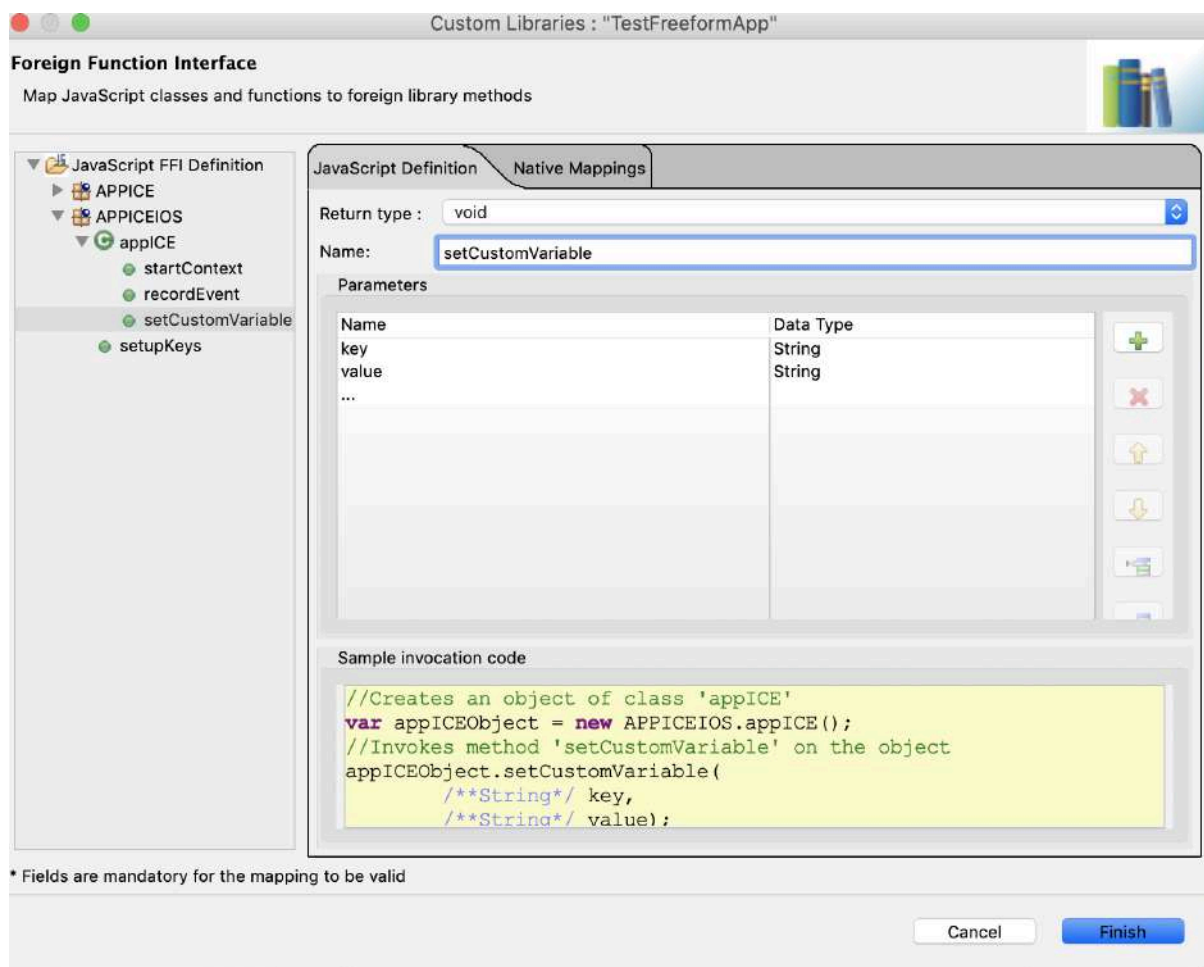 Custom Libraries : "TestFreeformApp"
Foreign Function Interface
Map JavaScript classes and functions to foreign library methods
JavaScript FFI Definition
APPICE
APPICEIOS
appICE
startContext
recordEvent
setCustomVariable
setupKeys
JavaScript Definition Native Mappings
Return type : void
Name: setCustomVariable
Parameters
Name Data Type
key String
value String
...
Sample invocation code
//Creates an object of class 'appICE'
var appICEObject = new APPICEIOS.appICE();
//Invokes method 'setCustomVariable' on the object
appICEObject.setCustomVariable(
/**String*/ key,
/**String*/ value);
* Fields are mandatory for the mapping to be valid
Cancel Finish